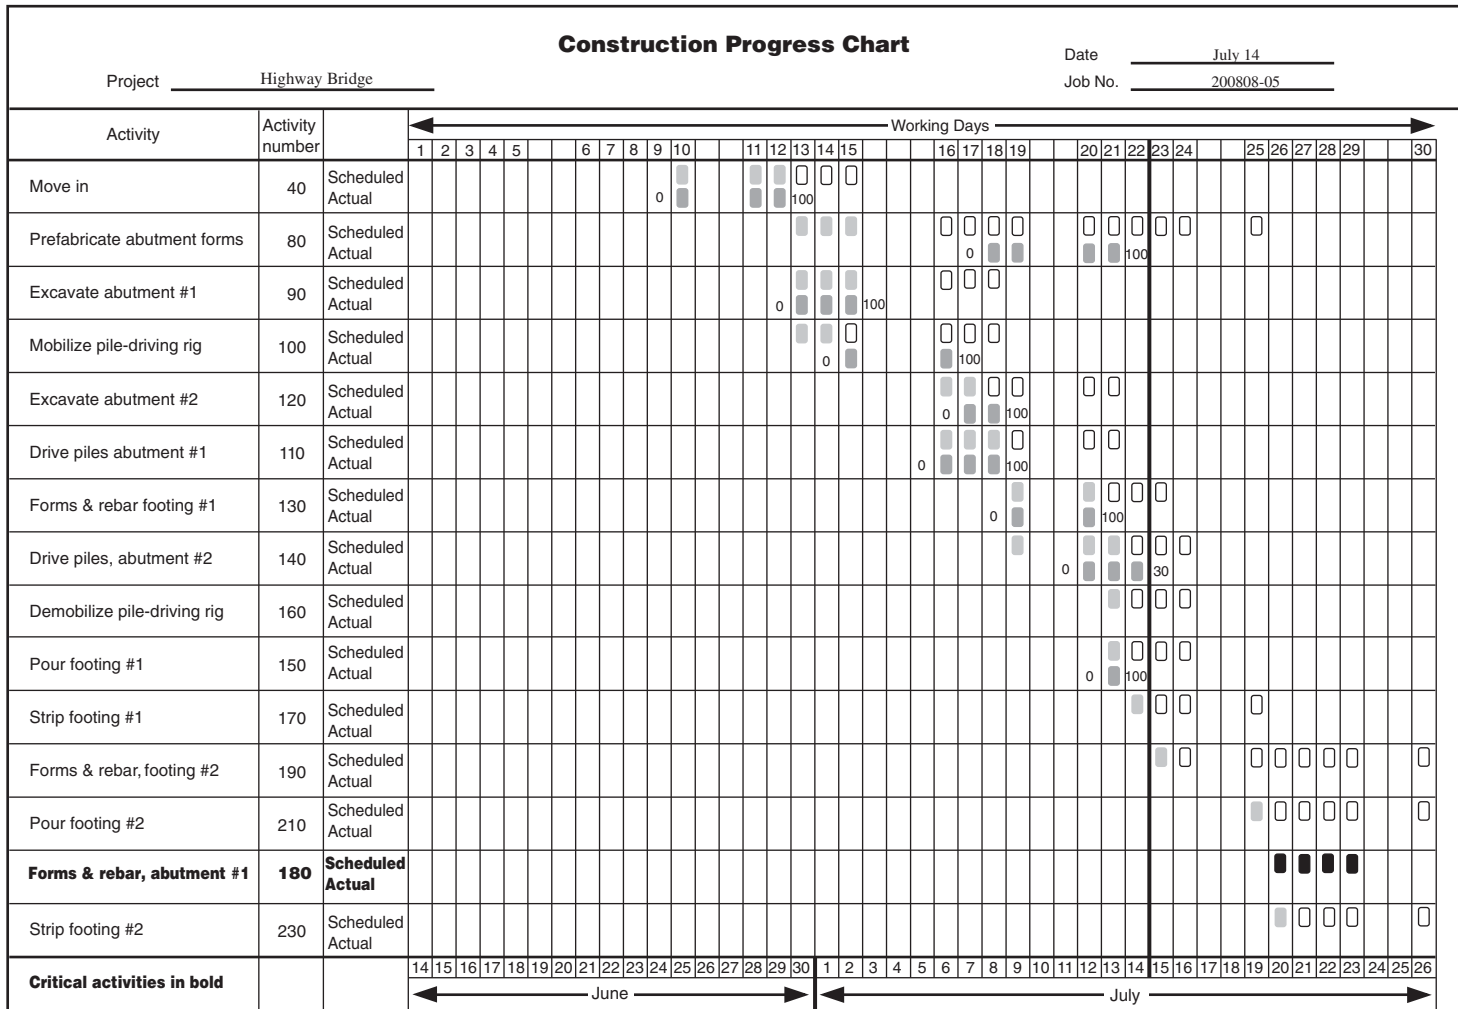 Construction Progress Chart
Project Highway Bridge
Date July 14
Job No. 200808-05
Activity Activity number Working Days
1 2 3 4 5 6 7 8 9 10 11 12 13 14 15 16 17 18 19 20 21 22 23 24 25 26 27 28 29 30
Move in 40 Scheduled
Actual 0 100
Prefabricate abutment forms 80 Scheduled
Actual 0 100
Excavate abutment #1 90 Scheduled
Actual 0 100
Mobilize pile-driving rig 100 Scheduled
Actual 0 100
Excavate abutment #2 120 Scheduled
Actual 0 100
Drive piles abutment #1 110 Scheduled
Actual 0 100
Forms & rebar footing #1 130 Scheduled
Actual 0 100
Drive piles, abutment #2 140 Scheduled
Actual 0 30
Demobilize pile-driving rig 160 Scheduled
Actual
Pour footing #1 150 Scheduled
Actual 0 100
Strip footing #1 170 Scheduled
Actual
Forms & rebar, footing #2 190 Scheduled
Actual
Pour footing #2 210 Scheduled
Actual
Forms & rebar, abutment #1 180 Scheduled
Actual
Strip footing #2 230 Scheduled
Actual
Critical activities in bold
14 15 16 17 18 19 20 21 22 23 24 25 26 27 28 29 30 1 2 3 4 5 6 7 8 9 10 11 12 13 14 15 16 17 18 19 20 21 22 23 24 25 26
June July